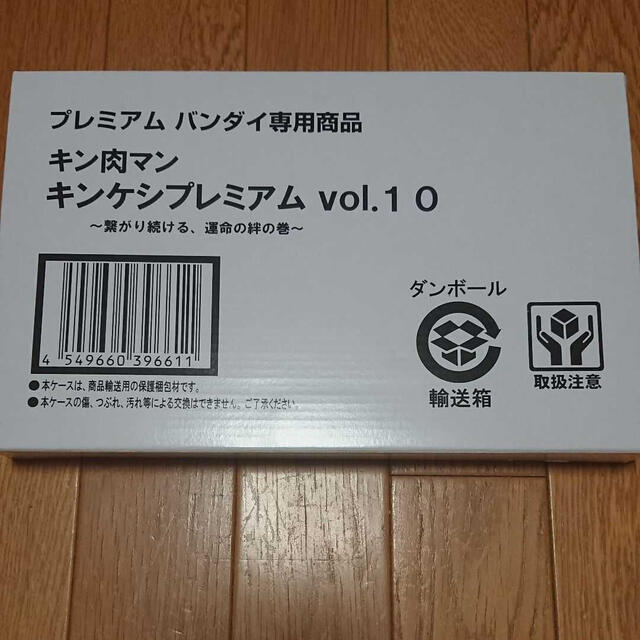 プレミアム バンダイ専用商品
キン肉マン
キンケシプレミアム vol.１０
～繋がり続ける、運命の絆の巻～
4 549660 396611
●本ケースは、商品輸送用の保護梱包材です。
●本ケースの傷、つぶれ、汚れ等による交換はできません。ご了承ください。
ダンボール
輸送箱
取扱注意